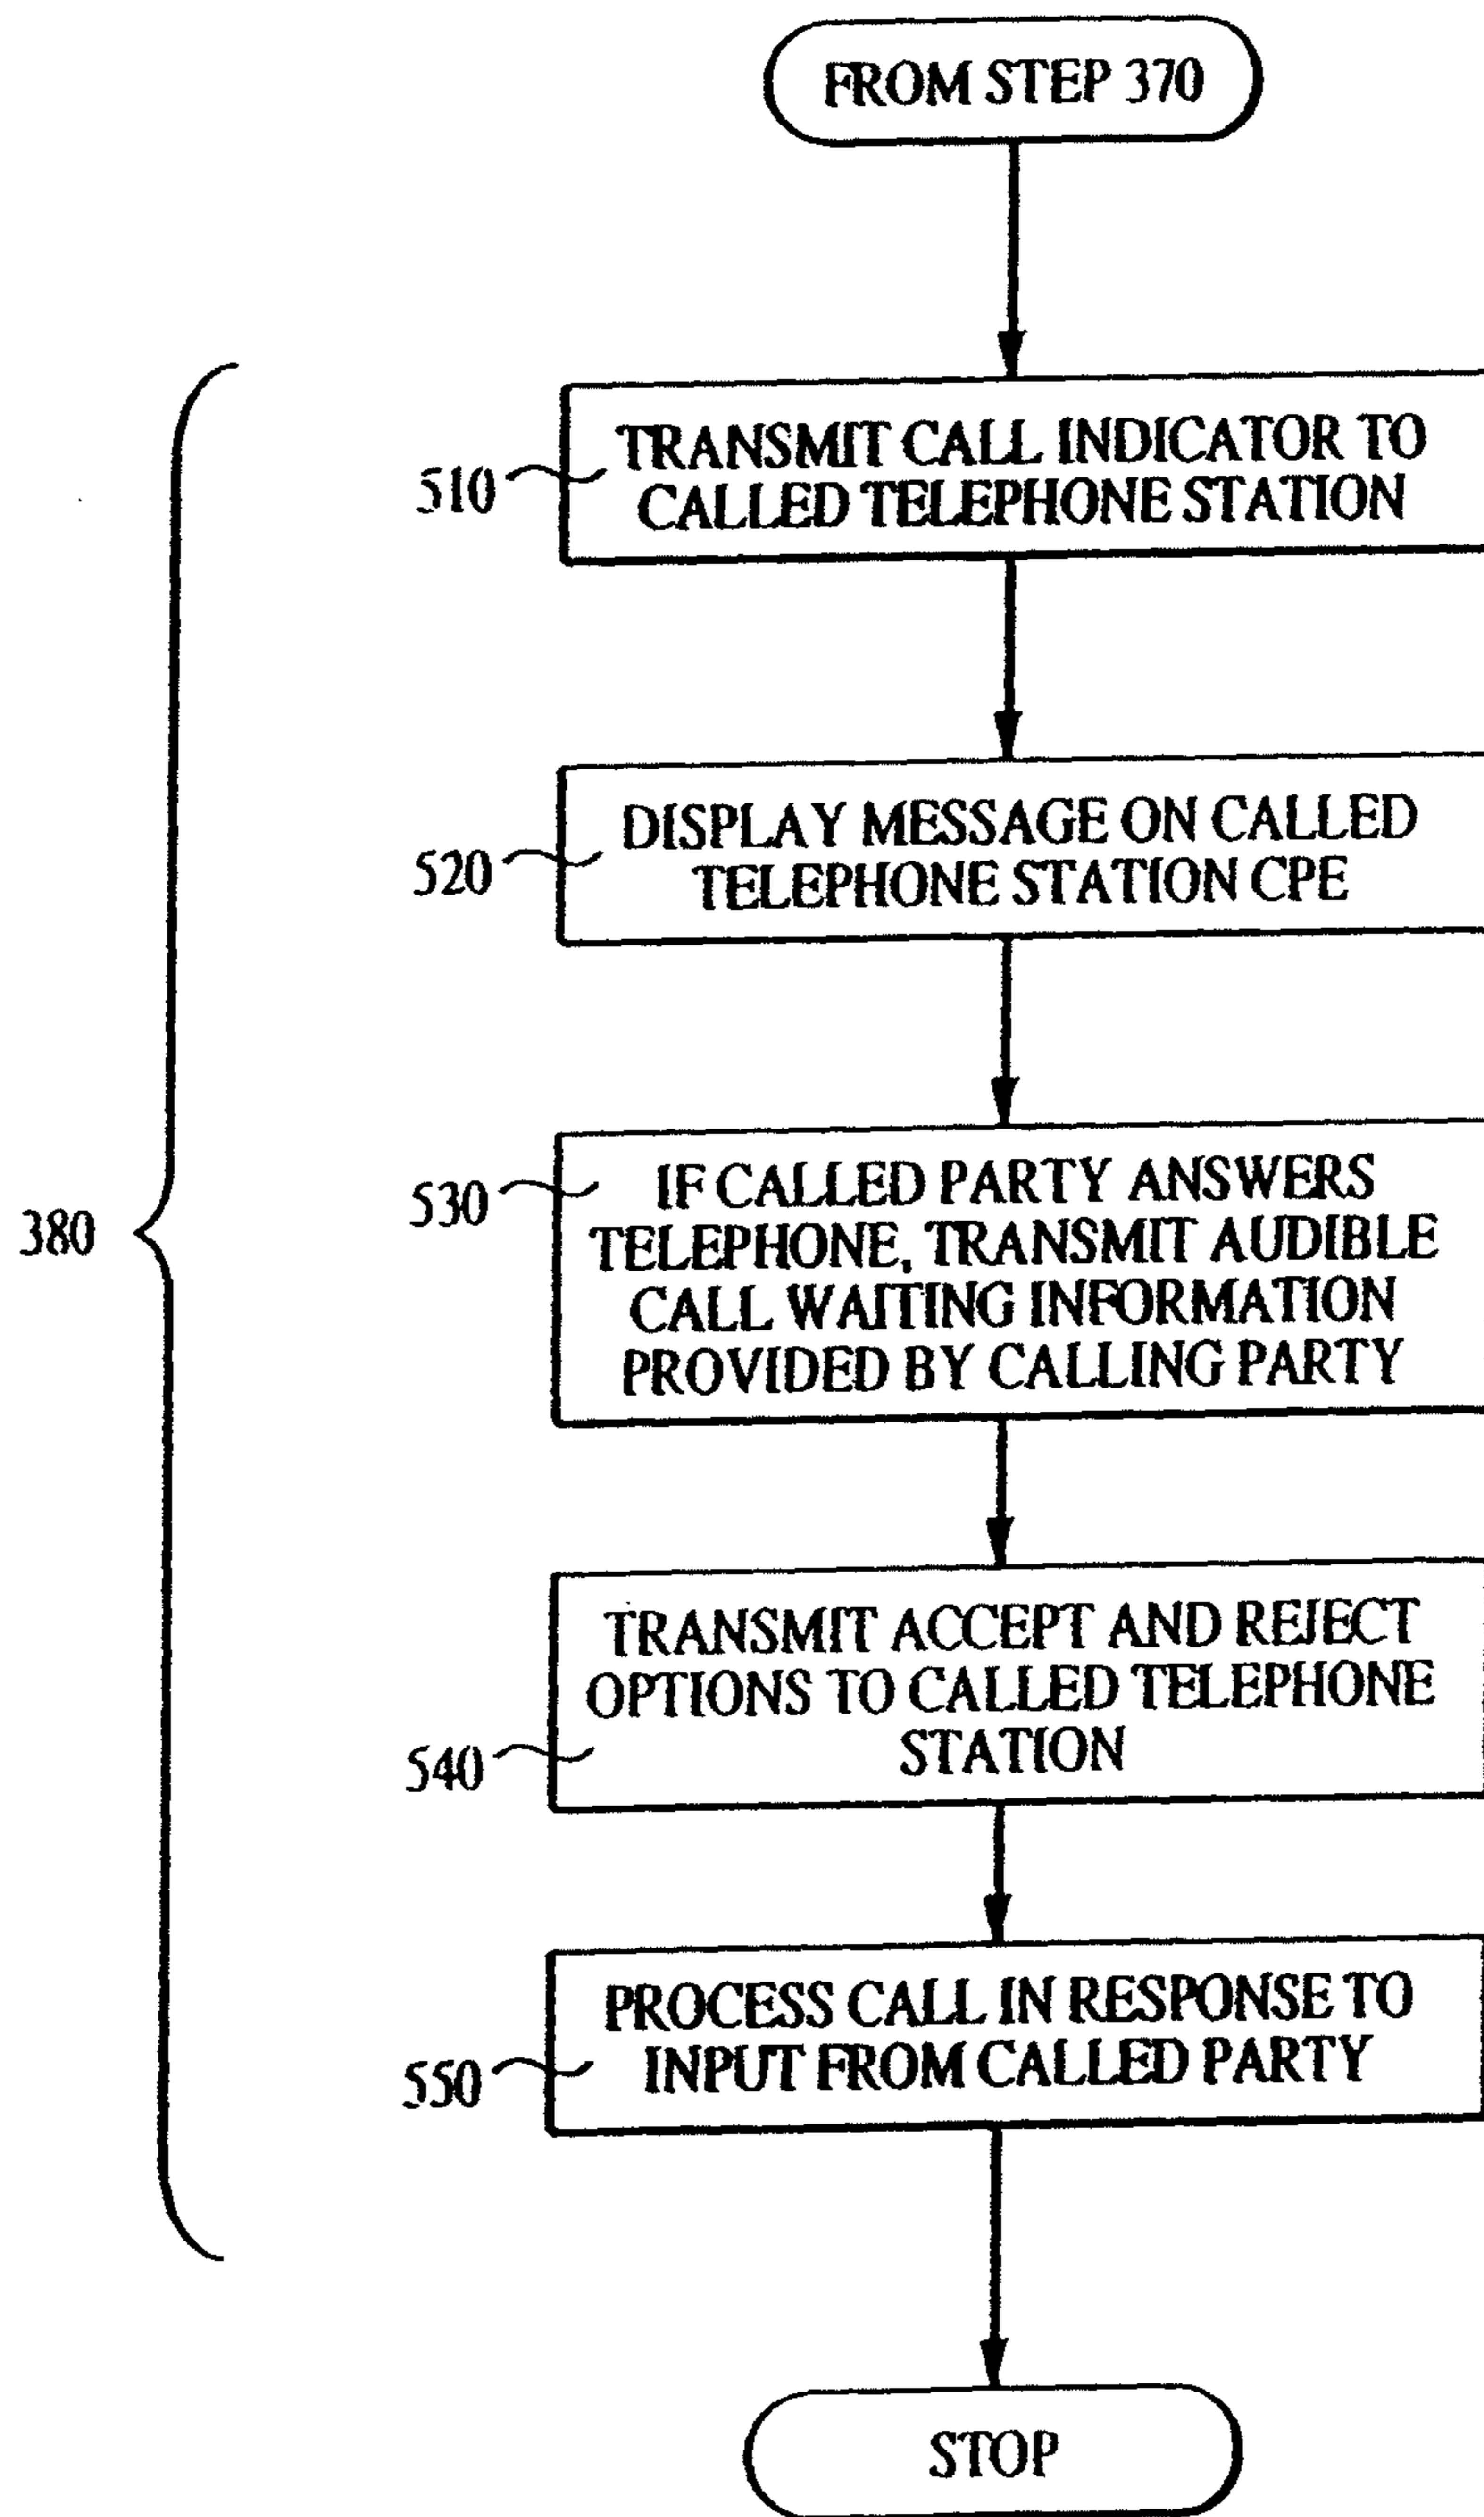 FROM STEP 370
510
TRANSMIT CALL INDICATOR TO
CALLED TELEPHONE STATION
520
DISPLAY MESSAGE ON CALLED
TELEPHONE STATION CPE
380
530
IF CALLED PARTY ANSWERS
TELEPHONE, TRANSMIT AUDIBLE
CALL WAITING INFORMATION
PROVIDED BY CALLING PARTY
540
TRANSMIT ACCEPT AND REJECT
OPTIONS TO CALLED TELEPHONE
STATION
550
PROCESS CALL IN RESPONSE TO
INPUT FROM CALLED PARTY
STOP